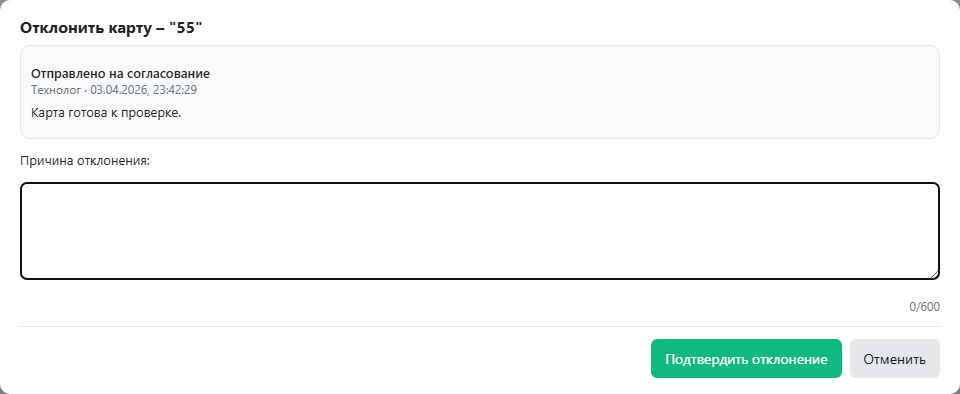 Отклонить карту – "55"
Отправлено на согласование
Технолог · 03.04.2026, 23:42:29
Карта готова к проверке.
Причина отклонения:
0/600
Подтвердить отклонение
Отменить